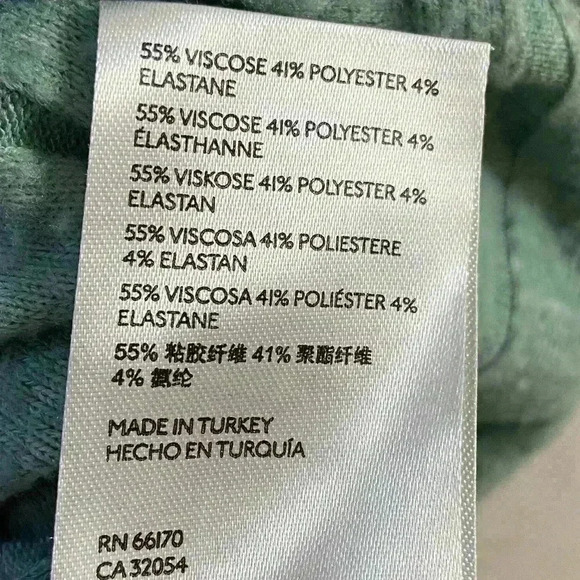 55% VISCOSE 41% POLYESTER 4%
ELASTANE
55% VISCOSE 41% POLYESTER 4%
ÉLASTHANNE
55% VISKOSE 41% POLYESTER 4%
ELASTAN
55% VISCOSA 41% POLIESTERE
4% ELASTAN
55% VISCOSA 41% POLIÉSTER 4%
ELASTANE
55% 粘胶纤维 41% 聚酯纤维
4% 氨纶
MADE IN TURKEY
HECHO EN TURQUÍA
RN 66170
CA 32054